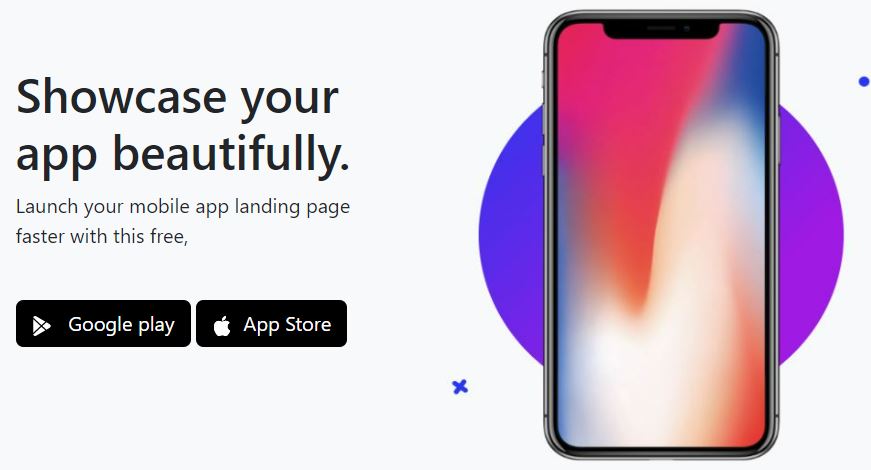 Showcase your
app beautifully.
Launch your mobile app landing page
faster with this free,
Google play
App Store